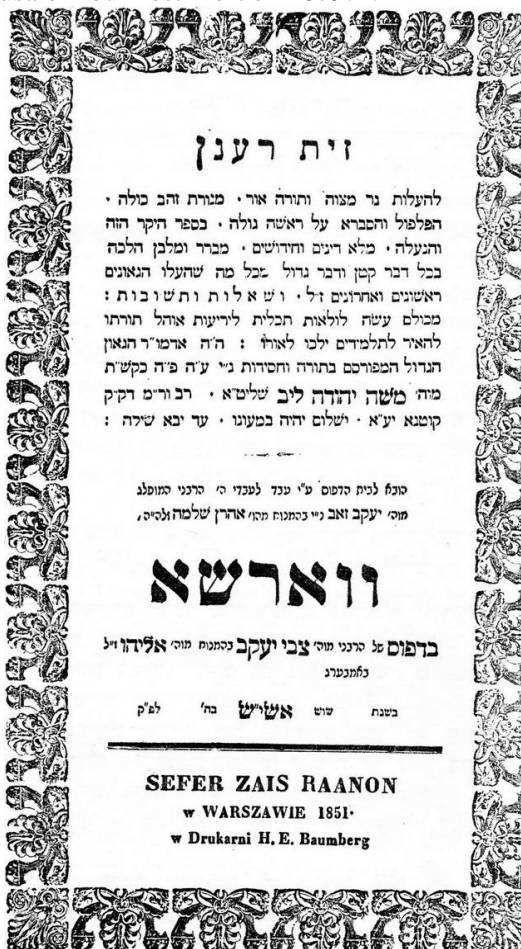 זית רענן
להעלות נר מצוה ותורה אור · מנורת זהב כולה ·
הפלפול והסברא על ראשה גולה · בספר היקר הזה
והנעלה · מלא דינים וחידושים · מברר ומלבן הלכה
בכל דבר קטן ודבר גדול מכל מה שהעלו הגאונים
ראשונים ואחרונים ז״ל · ושאלות ותשובות :
מכולם עשה לולאות תכלית ליריעות אוהל תורתו
להאיר לתלמידים ילכו לאורו : ה״ה אדמו״ר הגאון
הגדול המפורסם בתורה וחסידות נ״י ע״ה פ״ה כקש״ת
מוה׳ משה יהודה ליב שליט״א · רב ור״מ דק״ק
קוטנא יע״א · ישלום יהיה במעונו · עד יבא שילה :
הובא לבית הדפוס ע״י עבד לעבדי ה׳ הרבני המופלג
מוה׳ יעקב זאב נ״י בהמנוח מהו׳ אהרן שלמה זלה״ה,
ווארשא
בדפוס של הרבני מוה׳ צבי יעקב בהמנוח מוה׳ אליהו ז״ל
באמבערג
בשנת שוש אשי״ש בה׳ לפ״ק
SEFER ZAIS RAANON
w WARSZAWIE 1851·
w Drukarni H. E. Baumberg